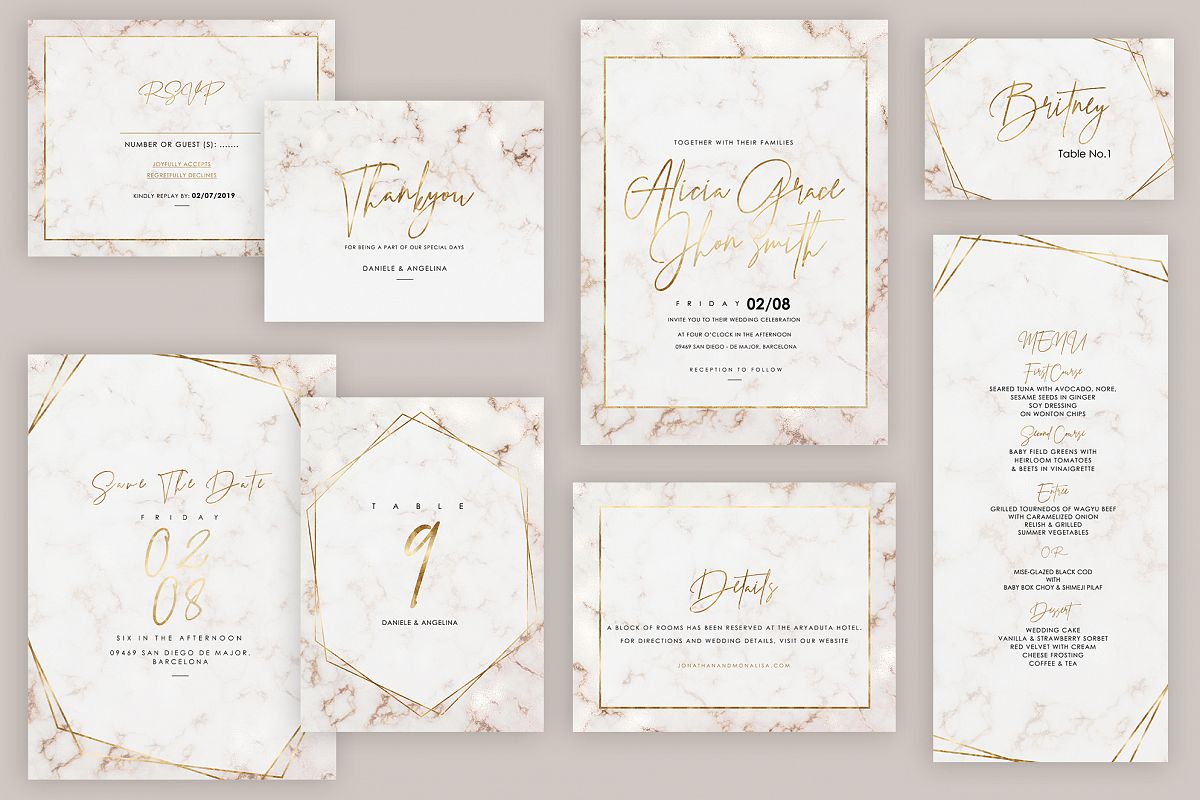 RSVP
NUMBER OR GUEST (S): .......
JOYFULLY ACCEPTS
REGRETFULLY DECLINES
KINDLY REPLAY BY: 02/07/2019
Thankyou
FOR BEING A PART OF OUR SPECIAL DAYS
DANIELE & ANGELINA
TOGETHER WITH THEIR FAMILIES
Alicia Grace
Jhon smith
FRIDAY 02/08
INVITE YOU TO THEIR WEDDING CELEBRATION
AT FOUR O'CLOCK IN THE AFTERNOON
09469 SAN DIEGO - DE MAJOR, BARCELONA
RECEPTION TO FOLLOW
Britney
Table No.1
Save The Date
FRIDAY
02
08
SIX IN THE AFTERNOON
09469 SAN DIEGO DE MAJOR,
BARCELONA
TABLE
9
DANIELE & ANGELINA
Details
A BLOCK OF ROOMS HAS BEEN RESERVED AT THE ARYADUTA HOTEL.
FOR DIRECTIONS AND WEDDING DETAILS, VISIT OUR WEBSITE
JONATHANANDMONALISA.COM
MENU
First Course
SEARED TUNA WITH AVOCADO, NORE,
SESAME SEEDS IN GINGER
SOY DRESSING
ON WONTON CHIPS
Second Course
BABY FIELD GREENS WITH
HEIRLOOM TOMATOES
& BEETS IN VINAIGRETTE
Entree
GRILLED TOURNEDOS OF WAGYU BEEF
WITH CARAMELIZED ONION
RELISH & GRILLED
SUMMER VEGETABLES
OR
MISE-GLAZED BLACK COD
WITH
BABY BOK CHOY & SHIMEJI PILAF
Dessert
WEDDING CAKE
VANILLA & STRAWBERRY SORBET
RED VELVET WITH CREAM
CHEESE FROSTING
COFFEE & TEA